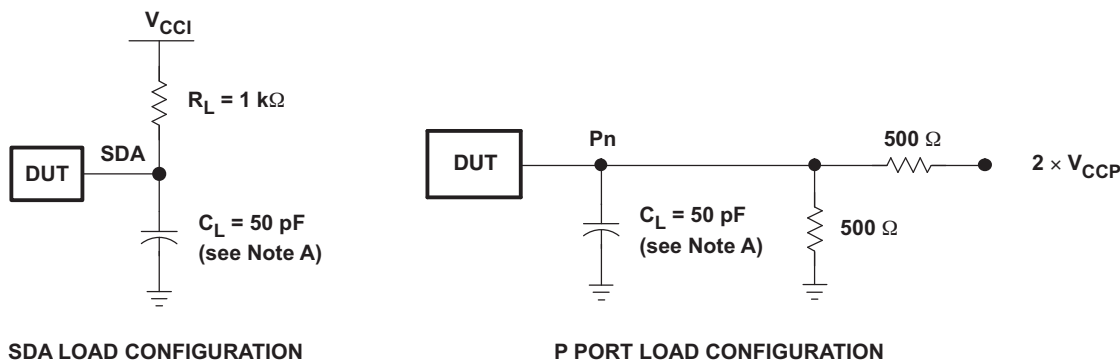 V_CCI
R_L = 1 kΩ
SDA
DUT
C_L = 50 pF
(see Note A)
SDA LOAD CONFIGURATION
DUT
Pn
500 Ω
2 × V_CCP
C_L = 50 pF
(see Note A)
500 Ω
P PORT LOAD CONFIGURATION